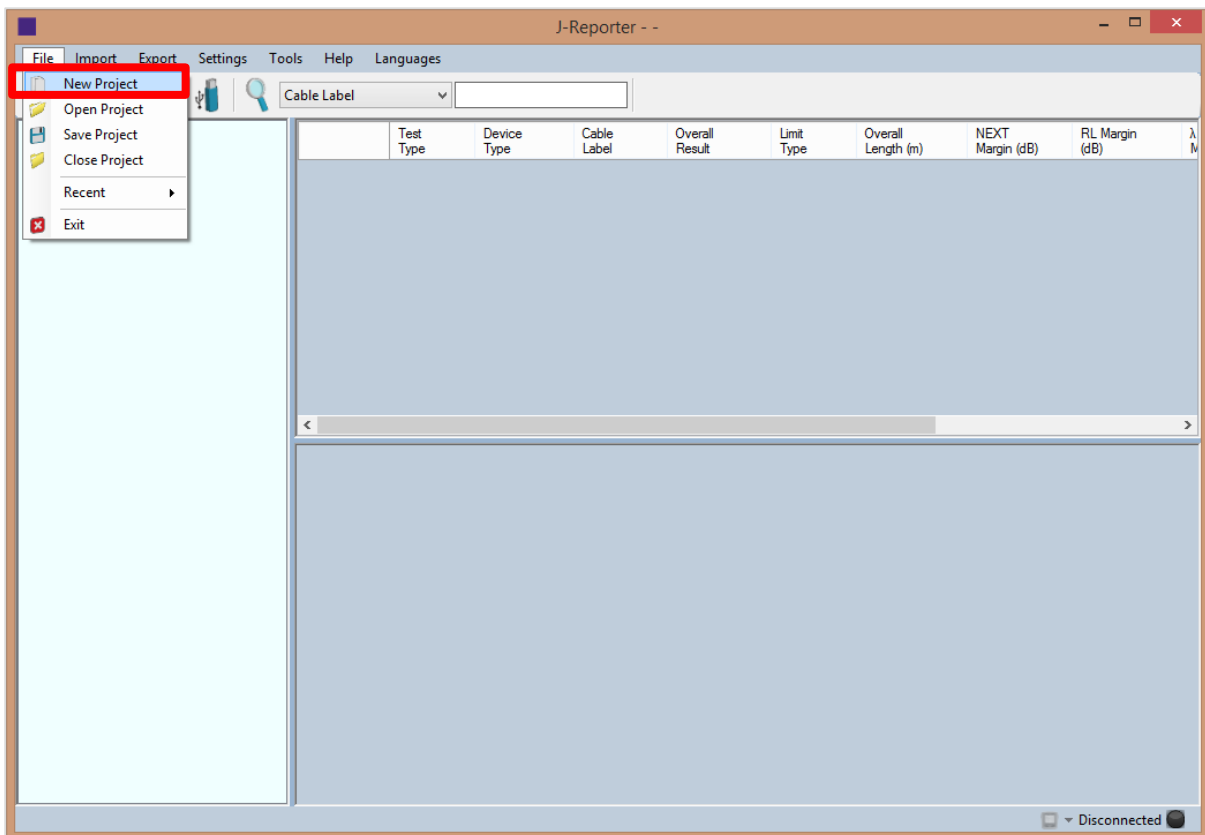 J-Reporter - -
File Import Export Settings Tools Help Languages
New Project
Open Project
Save Project
Close Project
Recent
Exit
Cable Label
Test Type
Device Type
Cable Label
Overall Result
Limit Type
Overall Length (m)
NEXT Margin (dB)
RL Margin (dB)
λ
Disconnected